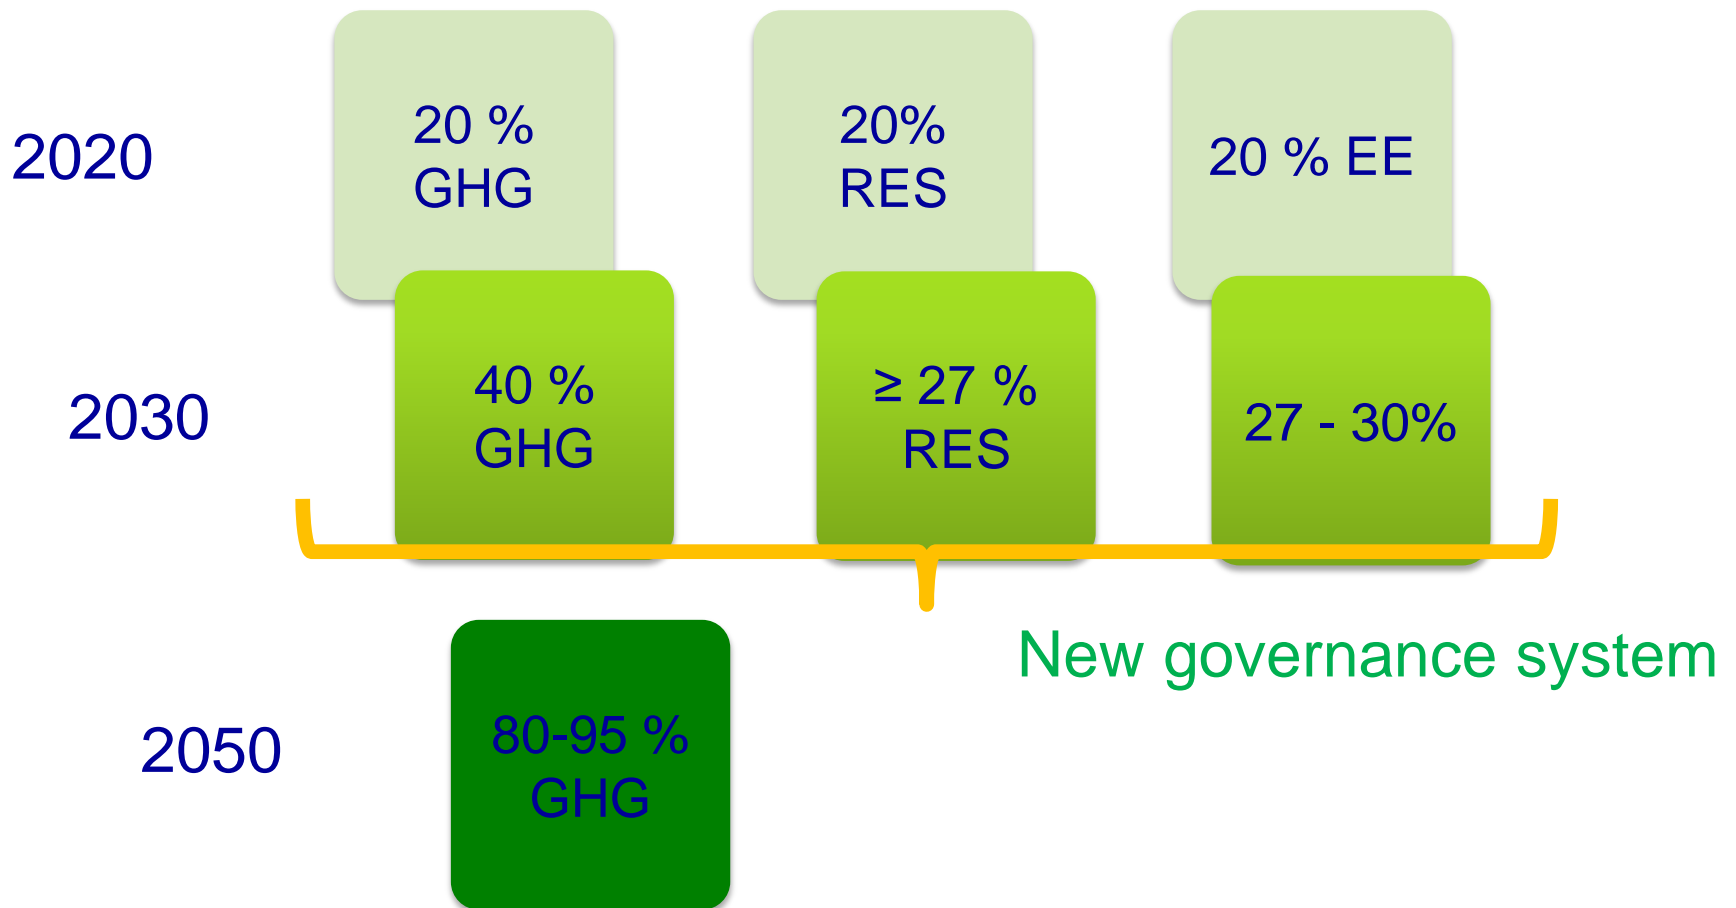 2020
20 %
GHG
20%
RES
20 % EE
2030
40 %
GHG
≥ 27 %
RES
27 - 30%
New governance system
2050
80-95 %
GHG